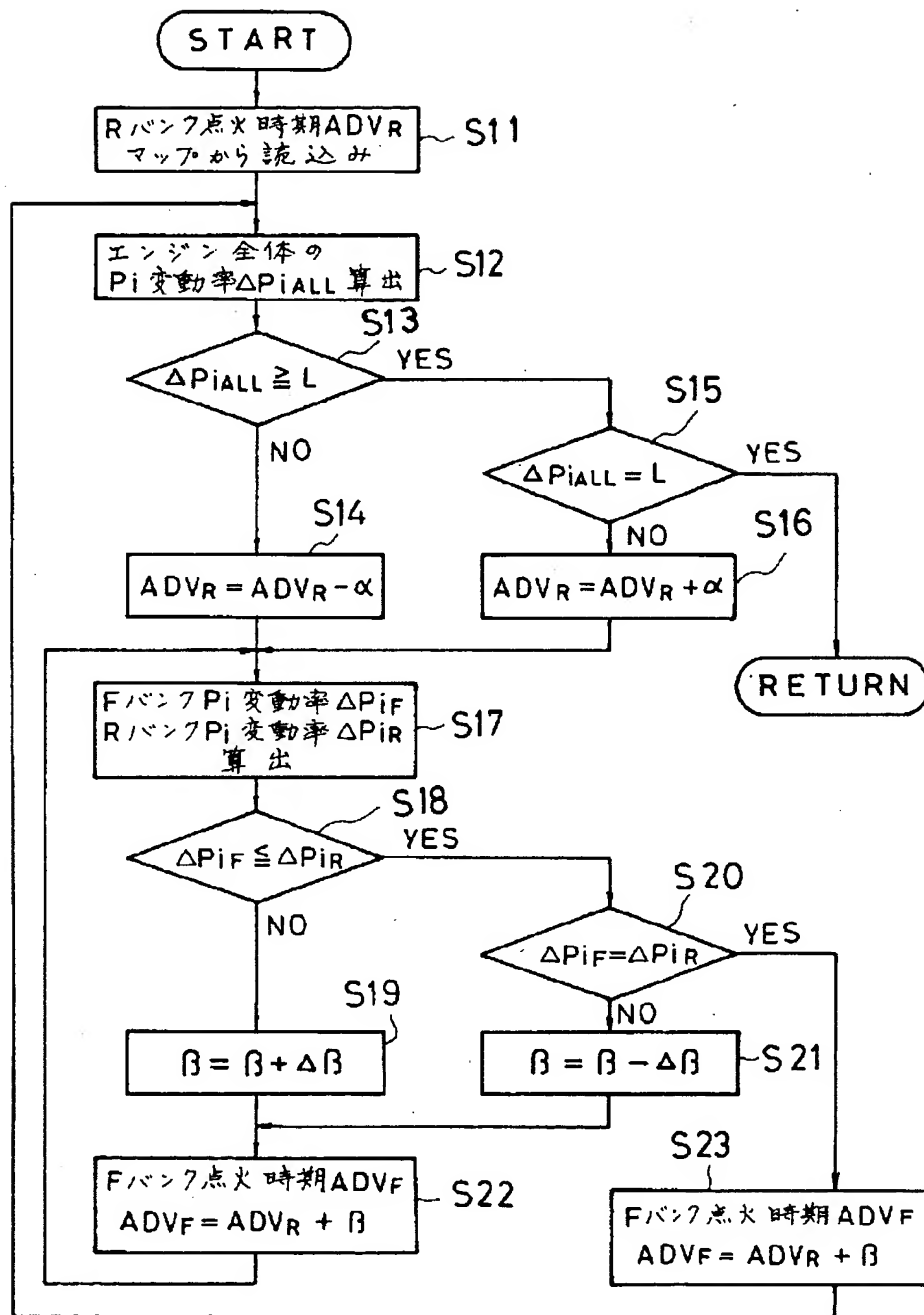 START
Rバンク点火時期ADVR
マップから読込み
S11
エンジン全体の
Pi変動率ΔPiALL算出
S12
S13
ΔPiALL≧L
YES
NO
S15
ΔPiALL=L
YES
NO
S14
ADVR=ADVR-α
S16
ADVR=ADVR+α
RETURN
FバンクPi変動率ΔPiF
RバンクPi変動率ΔPiR
算出
S17
S18
ΔPiF≦ΔPiR
YES
NO
S20
ΔPiF=ΔPiR
YES
NO
S19
β=β+Δβ
β=β-Δβ
S21
Fバンク点火時期ADVF
ADVF=ADVR+β
S22
S23
Fバンク点火時期ADVF
ADVF=ADVR+β